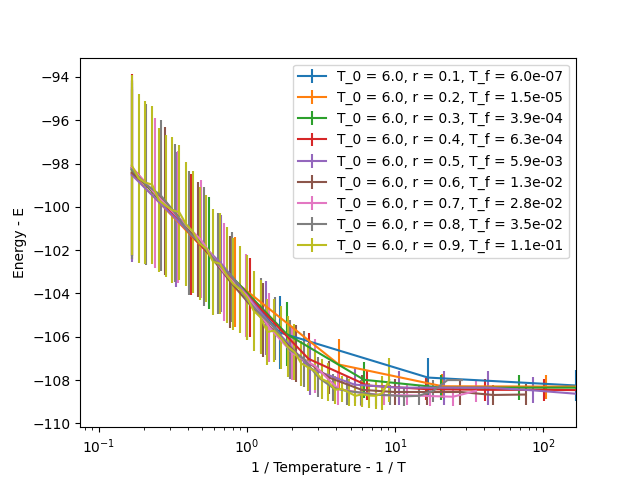 −94
−96
−98
−100
−102
−104
−106
−108
−110
Energy - E
T_0 = 6.0, r = 0.1, T_f = 6.0e-07
T_0 = 6.0, r = 0.2, T_f = 1.5e-05
T_0 = 6.0, r = 0.3, T_f = 3.9e-04
T_0 = 6.0, r = 0.4, T_f = 6.3e-04
T_0 = 6.0, r = 0.5, T_f = 5.9e-03
T_0 = 6.0, r = 0.6, T_f = 1.3e-02
T_0 = 6.0, r = 0.7, T_f = 2.8e-02
T_0 = 6.0, r = 0.8, T_f = 3.5e-02
T_0 = 6.0, r = 0.9, T_f = 1.1e-01
10⁻¹ 10⁰ 10¹ 10²
1 / Temperature - 1 / T